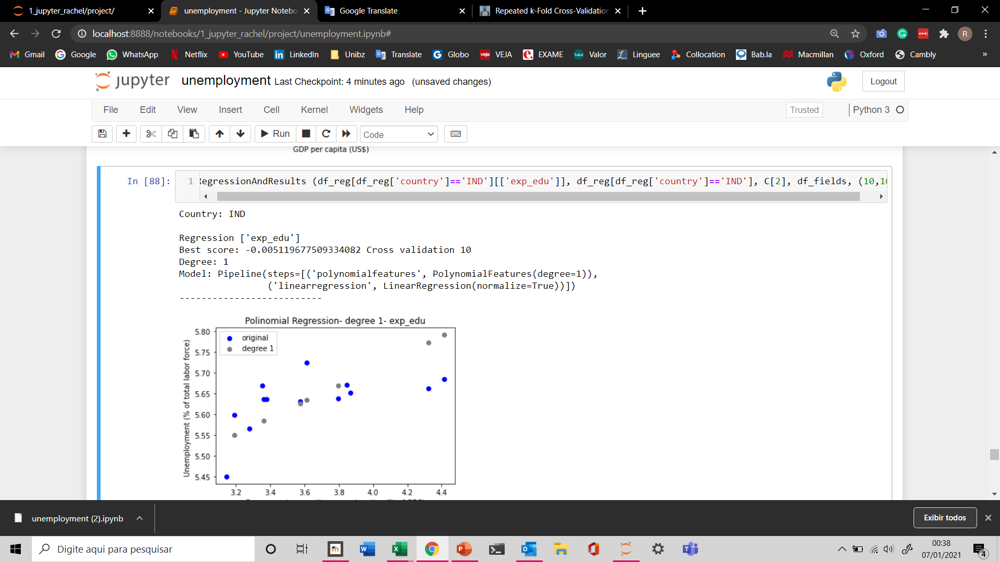 1_jupyter_rachel/project/
unemployment - Jupyter Notebo
Google Translate
Repeated k-Fold Cross-Validation
localhost:8888/notebooks/1_jupyter_rachel/project/unemployment.ipynb#
R
Gmail Google WhatsApp Netflix YouTube LinkedIn Unibz Translate Globo VEJA EXAME Valor Linguee Collocation Bab.la Macmillan Oxford Cambly »
jupyter unemployment Last Checkpoint: 4 minutes ago (unsaved changes)
Logout
File Edit View Insert Cell Kernel Widgets Help
Trusted
Python 3
Run
Code
GDP per capita (US$)
In [88]:
1 RegressionAndResults (df_reg[df_reg['country']=='IND'][['exp_edu']], df_reg[df_reg['country']=='IND'], C[2], df_fields, (10,10
Country: IND
Regression ['exp_edu']
Best score: -0.005119677509334082 Cross validation 10
Degree: 1
Model: Pipeline(steps=[('polynomialfeatures', PolynomialFeatures(degree=1)),
('linearregression', LinearRegression(normalize=True))])
--------------------------
Polinomial Regression- degree 1- exp_edu
original
degree 1
Unemployment (% of total labor force)
5.80
5.75
5.70
5.65
5.60
5.55
5.50
5.45
3.2 3.4 3.6 3.8 4.0 4.2 4.4
unemployment (2).ipynb
Exibir todos
Digite aqui para pesquisar
00:38
07/01/2021
4